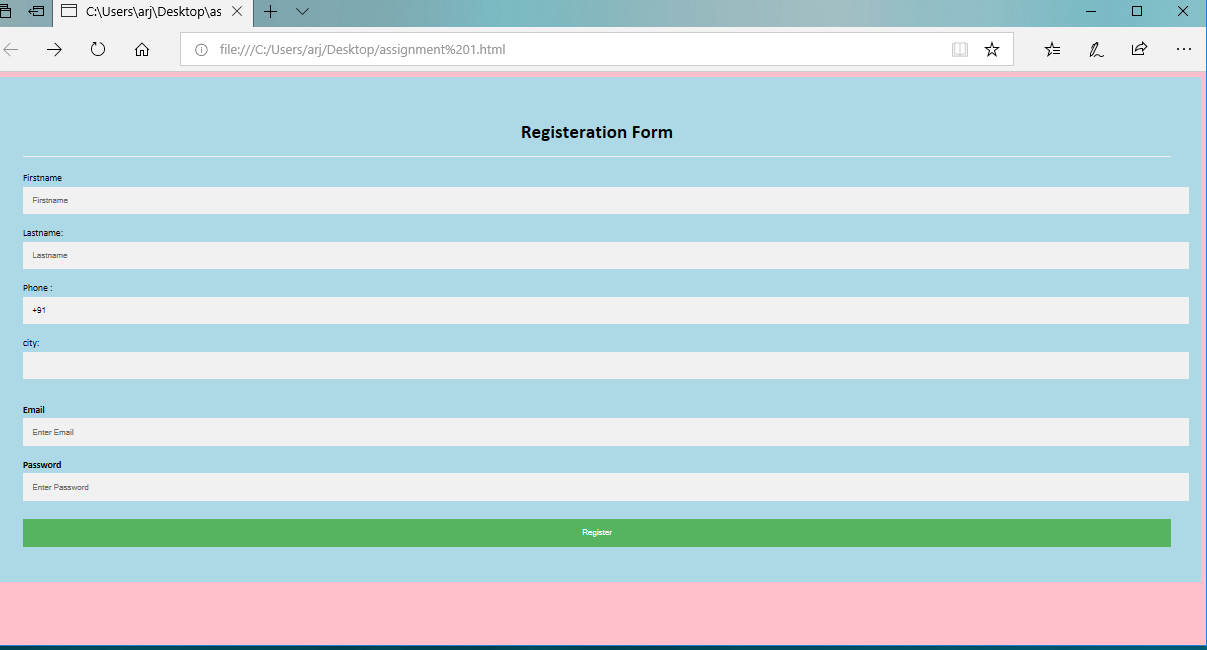 C:\Users\arj\Desktop\as
file:///C:/Users/arj/Desktop/assignment%201.html
Registeration Form
Firstname
Firstname
Lastname:
Lastname
Phone :
+91
city:
Email
Enter Email
Password
Enter Password
Register